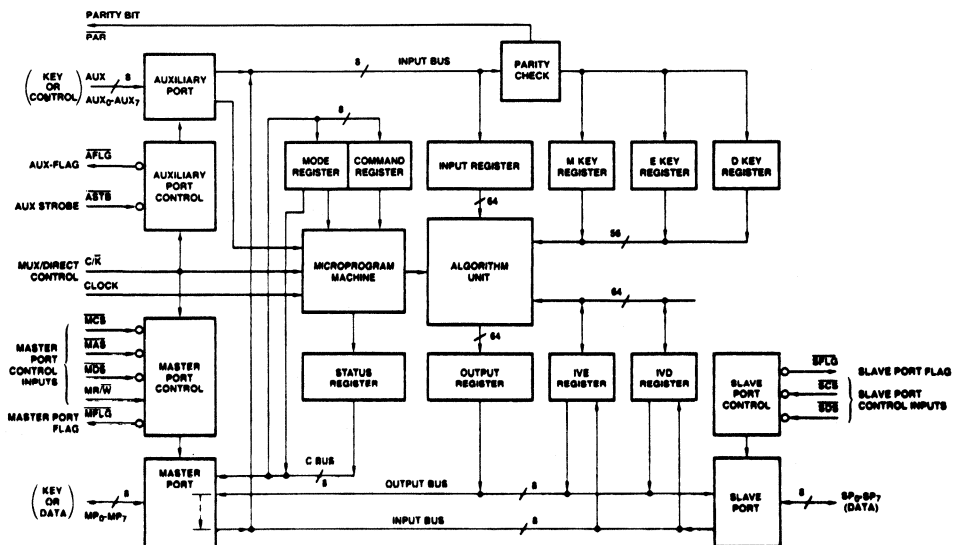 PARITY BIT
PAR
(KEY OR CONTROL)
AUX
8
AUX0-AUX7
AUXILIARY PORT
8
INPUT BUS
PARITY CHECK
8
AUX-FLAG
AFLG
AUX STROBE
ASTB
AUXILIARY PORT CONTROL
MODE REGISTER
COMMAND REGISTER
INPUT REGISTER
M KEY REGISTER
E KEY REGISTER
D KEY REGISTER
64
56
MUX/DIRECT CONTROL
C/K
CLOCK
MICROPROGRAM MACHINE
ALGORITHM UNIT
64
64
MASTER PORT CONTROL INPUTS
MCS
MAS
MDS
MR/W
MASTER PORT FLAG
MFLG
MASTER PORT CONTROL
STATUS REGISTER
OUTPUT REGISTER
IVE REGISTER
IVD REGISTER
SLAVE PORT CONTROL
SFLG
SLAVE PORT FLAG
SCS
SDS
SLAVE PORT CONTROL INPUTS
C BUS
8
(KEY OR DATA)
8
MP0-MP7
MASTER PORT
OUTPUT BUS
8
INPUT BUS
8
SLAVE PORT
8
SP0-SP7
(DATA)